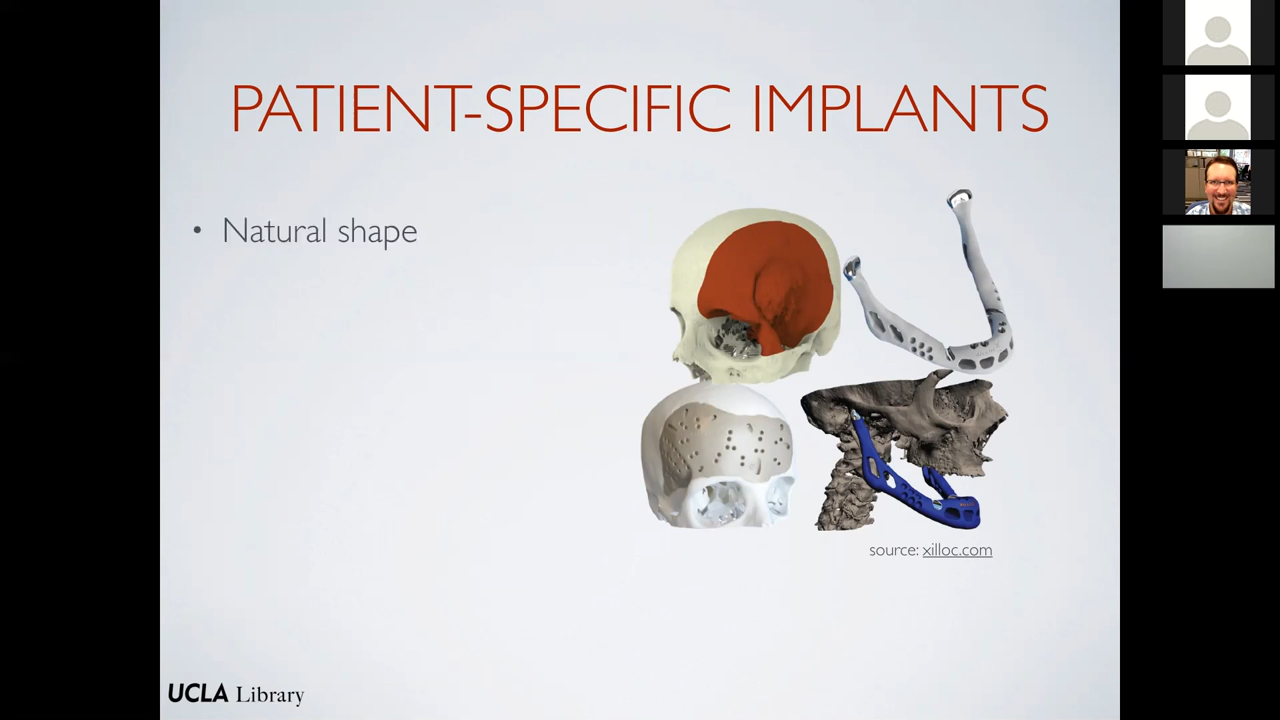 PATIENT-SPECIFIC IMPLANTS
• Natural shape
source: xilloc.com
UCLA Library